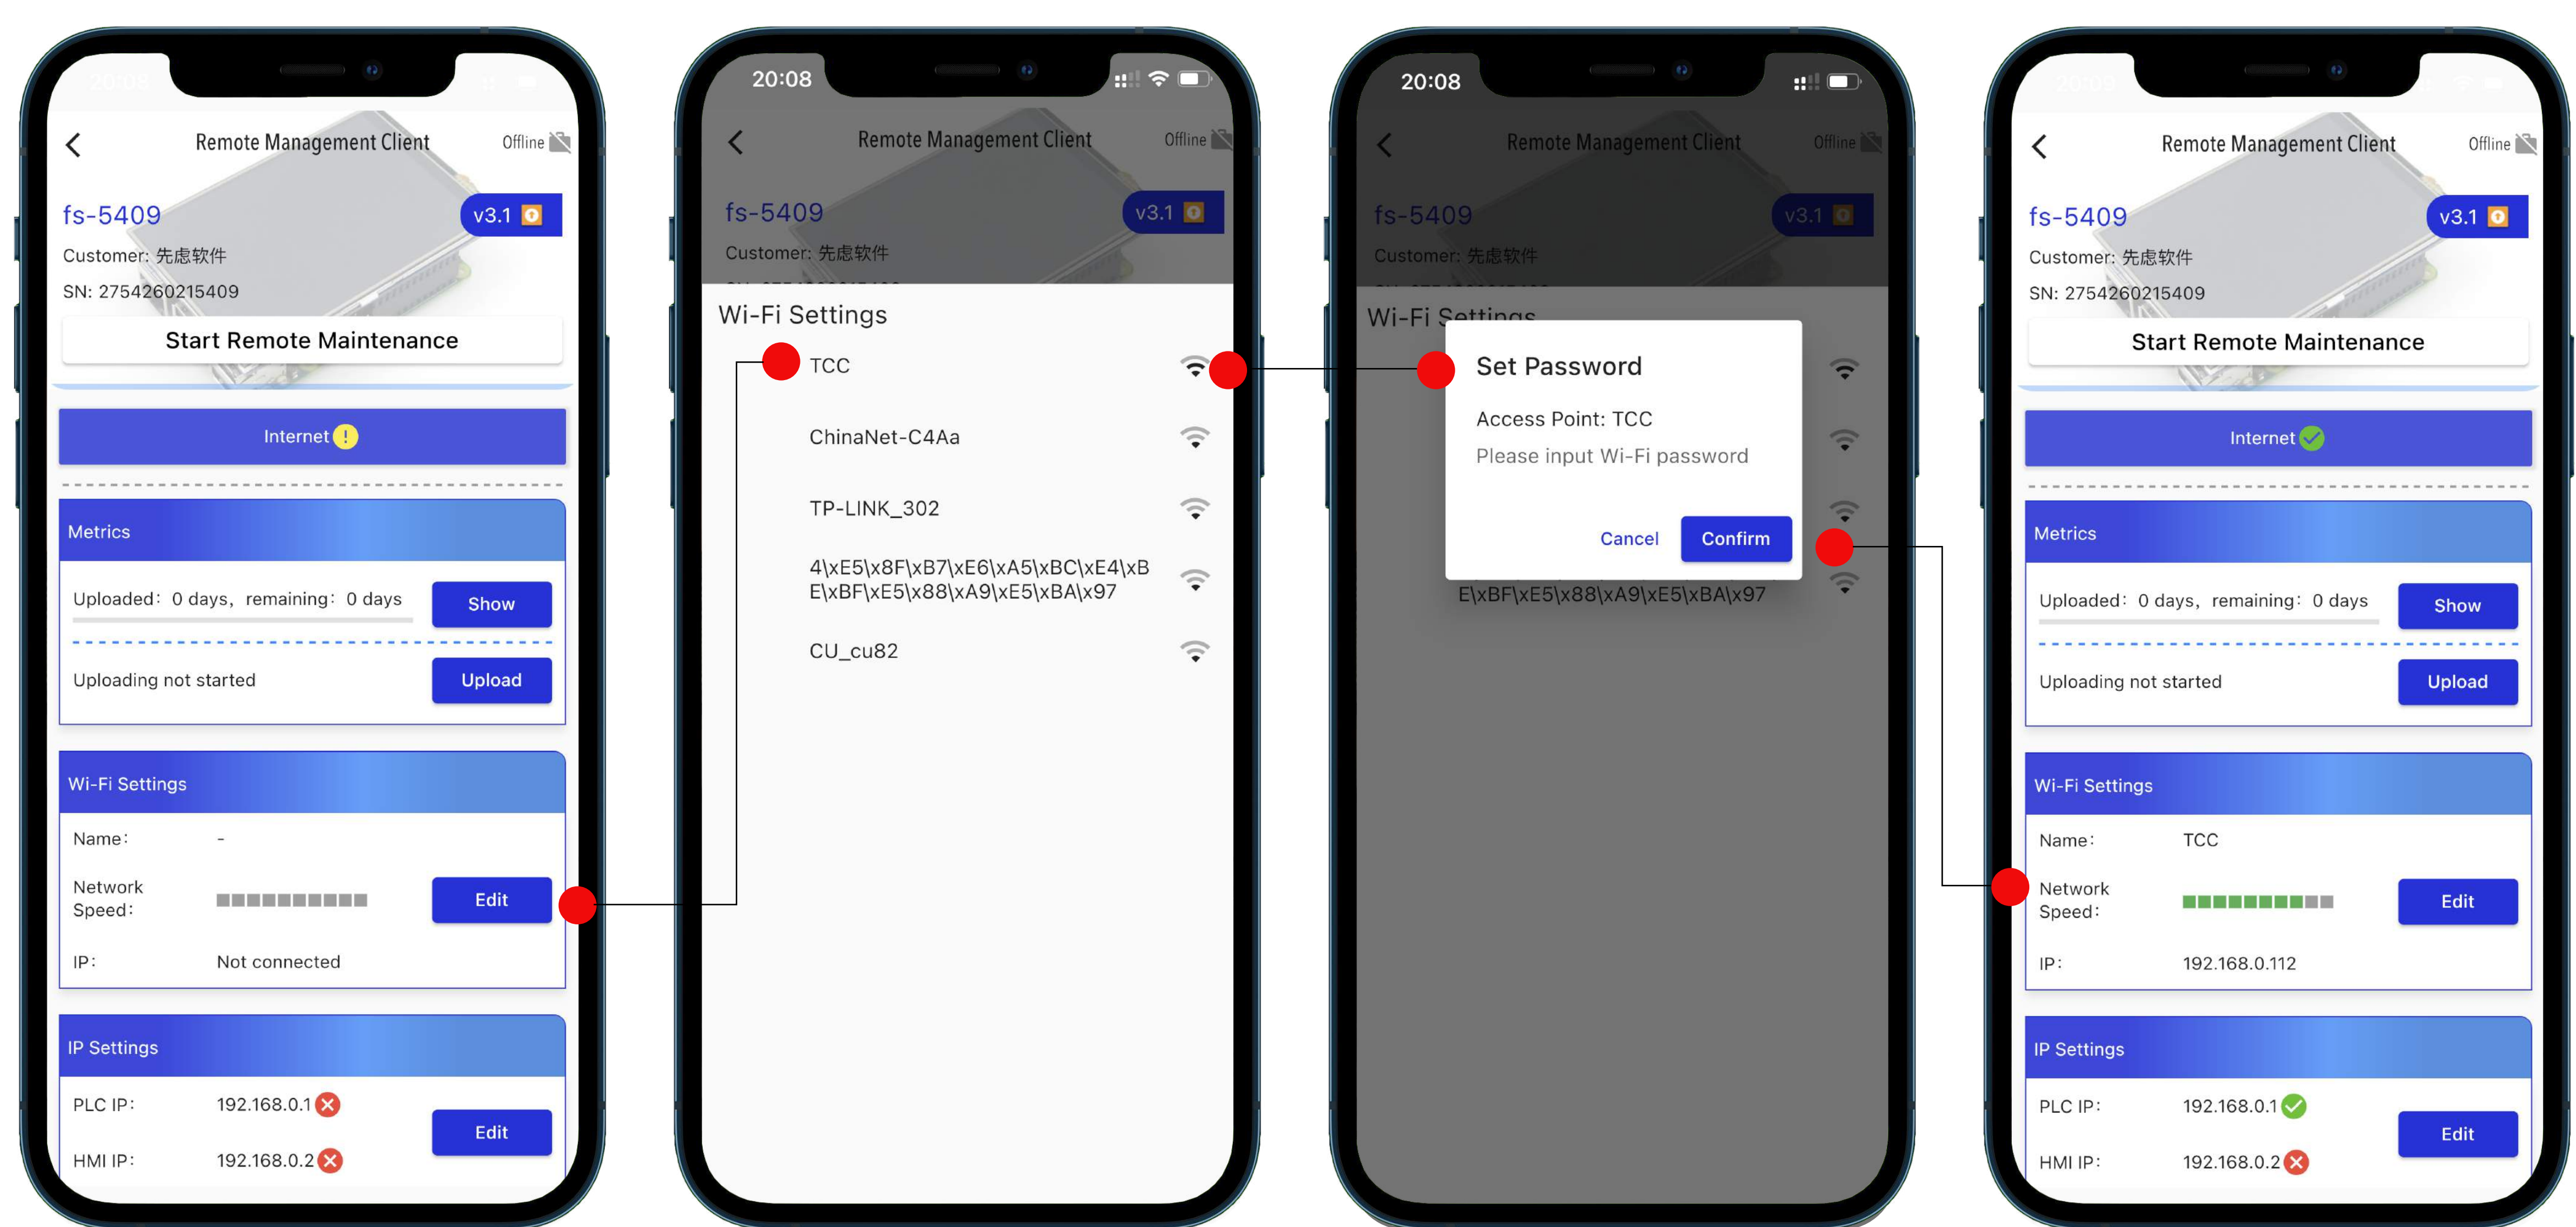 20:08
Remote Management Client
Offline
fs-5409
v3.1
Customer: 先虑软件
SN: 2754260215409
Start Remote Maintenance
Internet
Metrics
Uploaded: 0 days, remaining: 0 days
Show
Uploading not started
Upload
Wi-Fi Settings
Name:
-
Network
Speed:
Edit
IP:
Not connected
IP Settings
PLC IP:
192.168.0.1
Edit
HMI IP:
192.168.0.2
20:08
Remote Management Client
Offline
fs-5409
v3.1
Customer: 先虑软件
Wi-Fi Settings
TCC
ChinaNet-C4Aa
TP-LINK_302
4\xE5\x8F\xB7\xE6\xA5\xBC\xE4\xB
E\xBF\xE5\x88\xA9\xE5\xBA\x97
CU_cu82
20:08
Remote Management Client
Offline
fs-5409
v3.1
Customer: 先虑软件
Wi-Fi Settings
Set Password
Access Point: TCC
Please input Wi-Fi password
Cancel
Confirm
E\xBF\xE5\x88\xA9\xE5\xBA\x97
Remote Management Client
Offline
fs-5409
v3.1
Customer: 先虑软件
SN: 2754260215409
Start Remote Maintenance
Internet
Metrics
Uploaded: 0 days, remaining: 0 days
Show
Uploading not started
Upload
Wi-Fi Settings
Name:
TCC
Network
Speed:
Edit
IP:
192.168.0.112
IP Settings
PLC IP:
192.168.0.1
Edit
HMI IP:
192.168.0.2